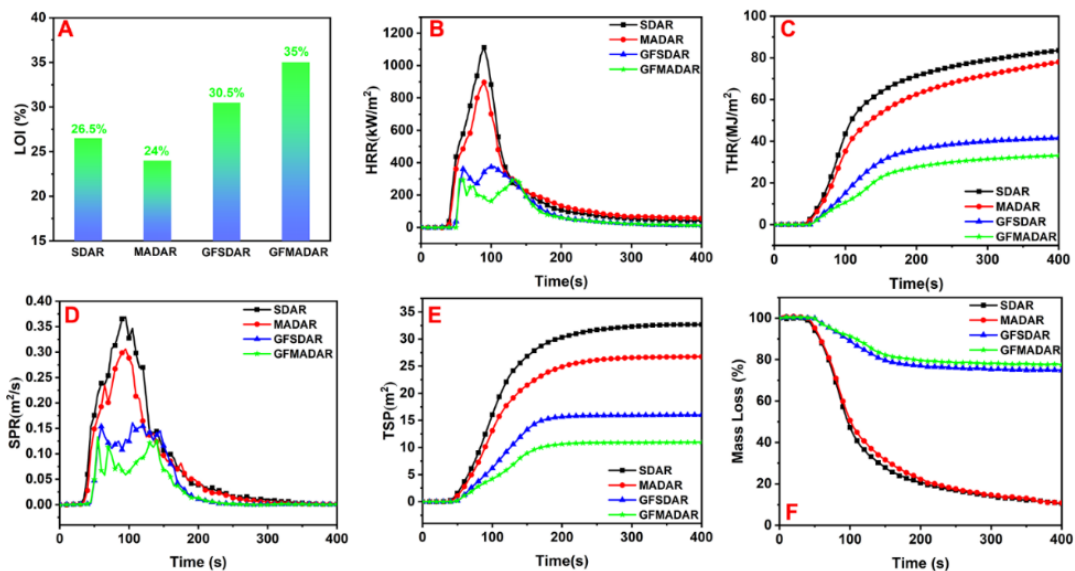 A
LOI (%)
35
30
25
20
15
26.5%
24%
30.5%
35%
SDAR
MADAR
GFSDAR
GFMADAR
B
HRR(kW/m²)
1200
1000
800
600
400
200
0
SDAR
MADAR
GFSDAR
GFMADAR
0 100 200 300 400
Time(s)
C
THR(MJ/m²)
100
80
60
40
20
0
SDAR
MADAR
GFSDAR
GFMADAR
0 100 200 300 400
Time(s)
D
SPR(m²/s)
0.40
0.35
0.30
0.25
0.20
0.15
0.10
0.05
0.00
SDAR
MADAR
GFSDAR
GFMADAR
0 100 200 300 400
Time (s)
E
TSP(m²)
35
30
25
20
15
10
5
0
SDAR
MADAR
GFSDAR
GFMADAR
0 100 200 300 400
Time(s)
Mass Loss (%)
100
80
60
40
20
0
SDAR
MADAR
GFSDAR
GFMADAR
F
0 100 200 300 400
Time (s)